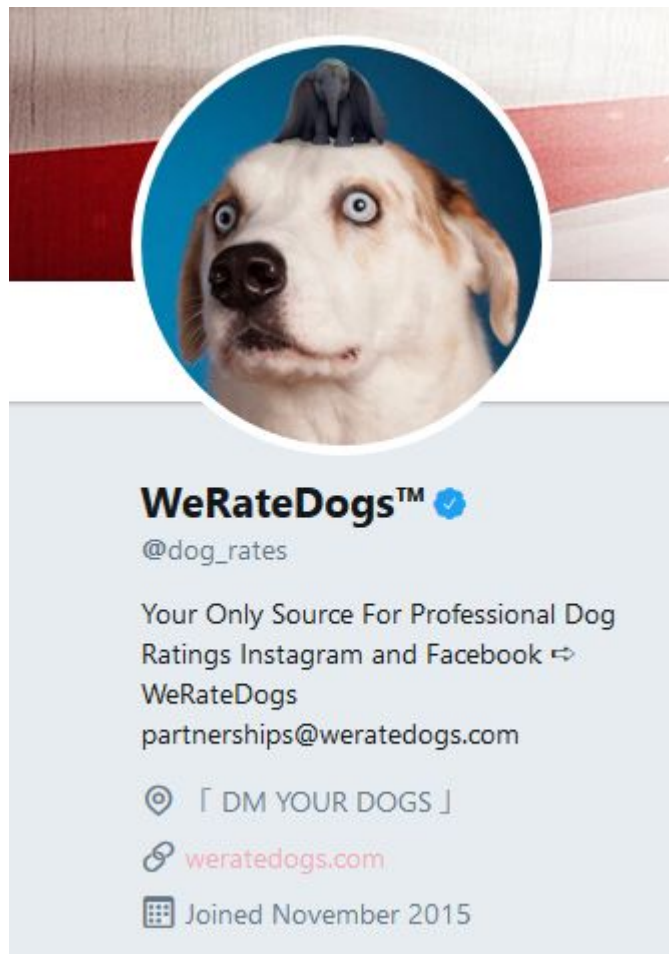 WeRateDogs™
@dog_rates
Your Only Source For Professional Dog
Ratings Instagram and Facebook ➪
WeRateDogs
partnerships@weratedogs.com
「 DM YOUR DOGS 」
weratedogs.com
Joined November 2015